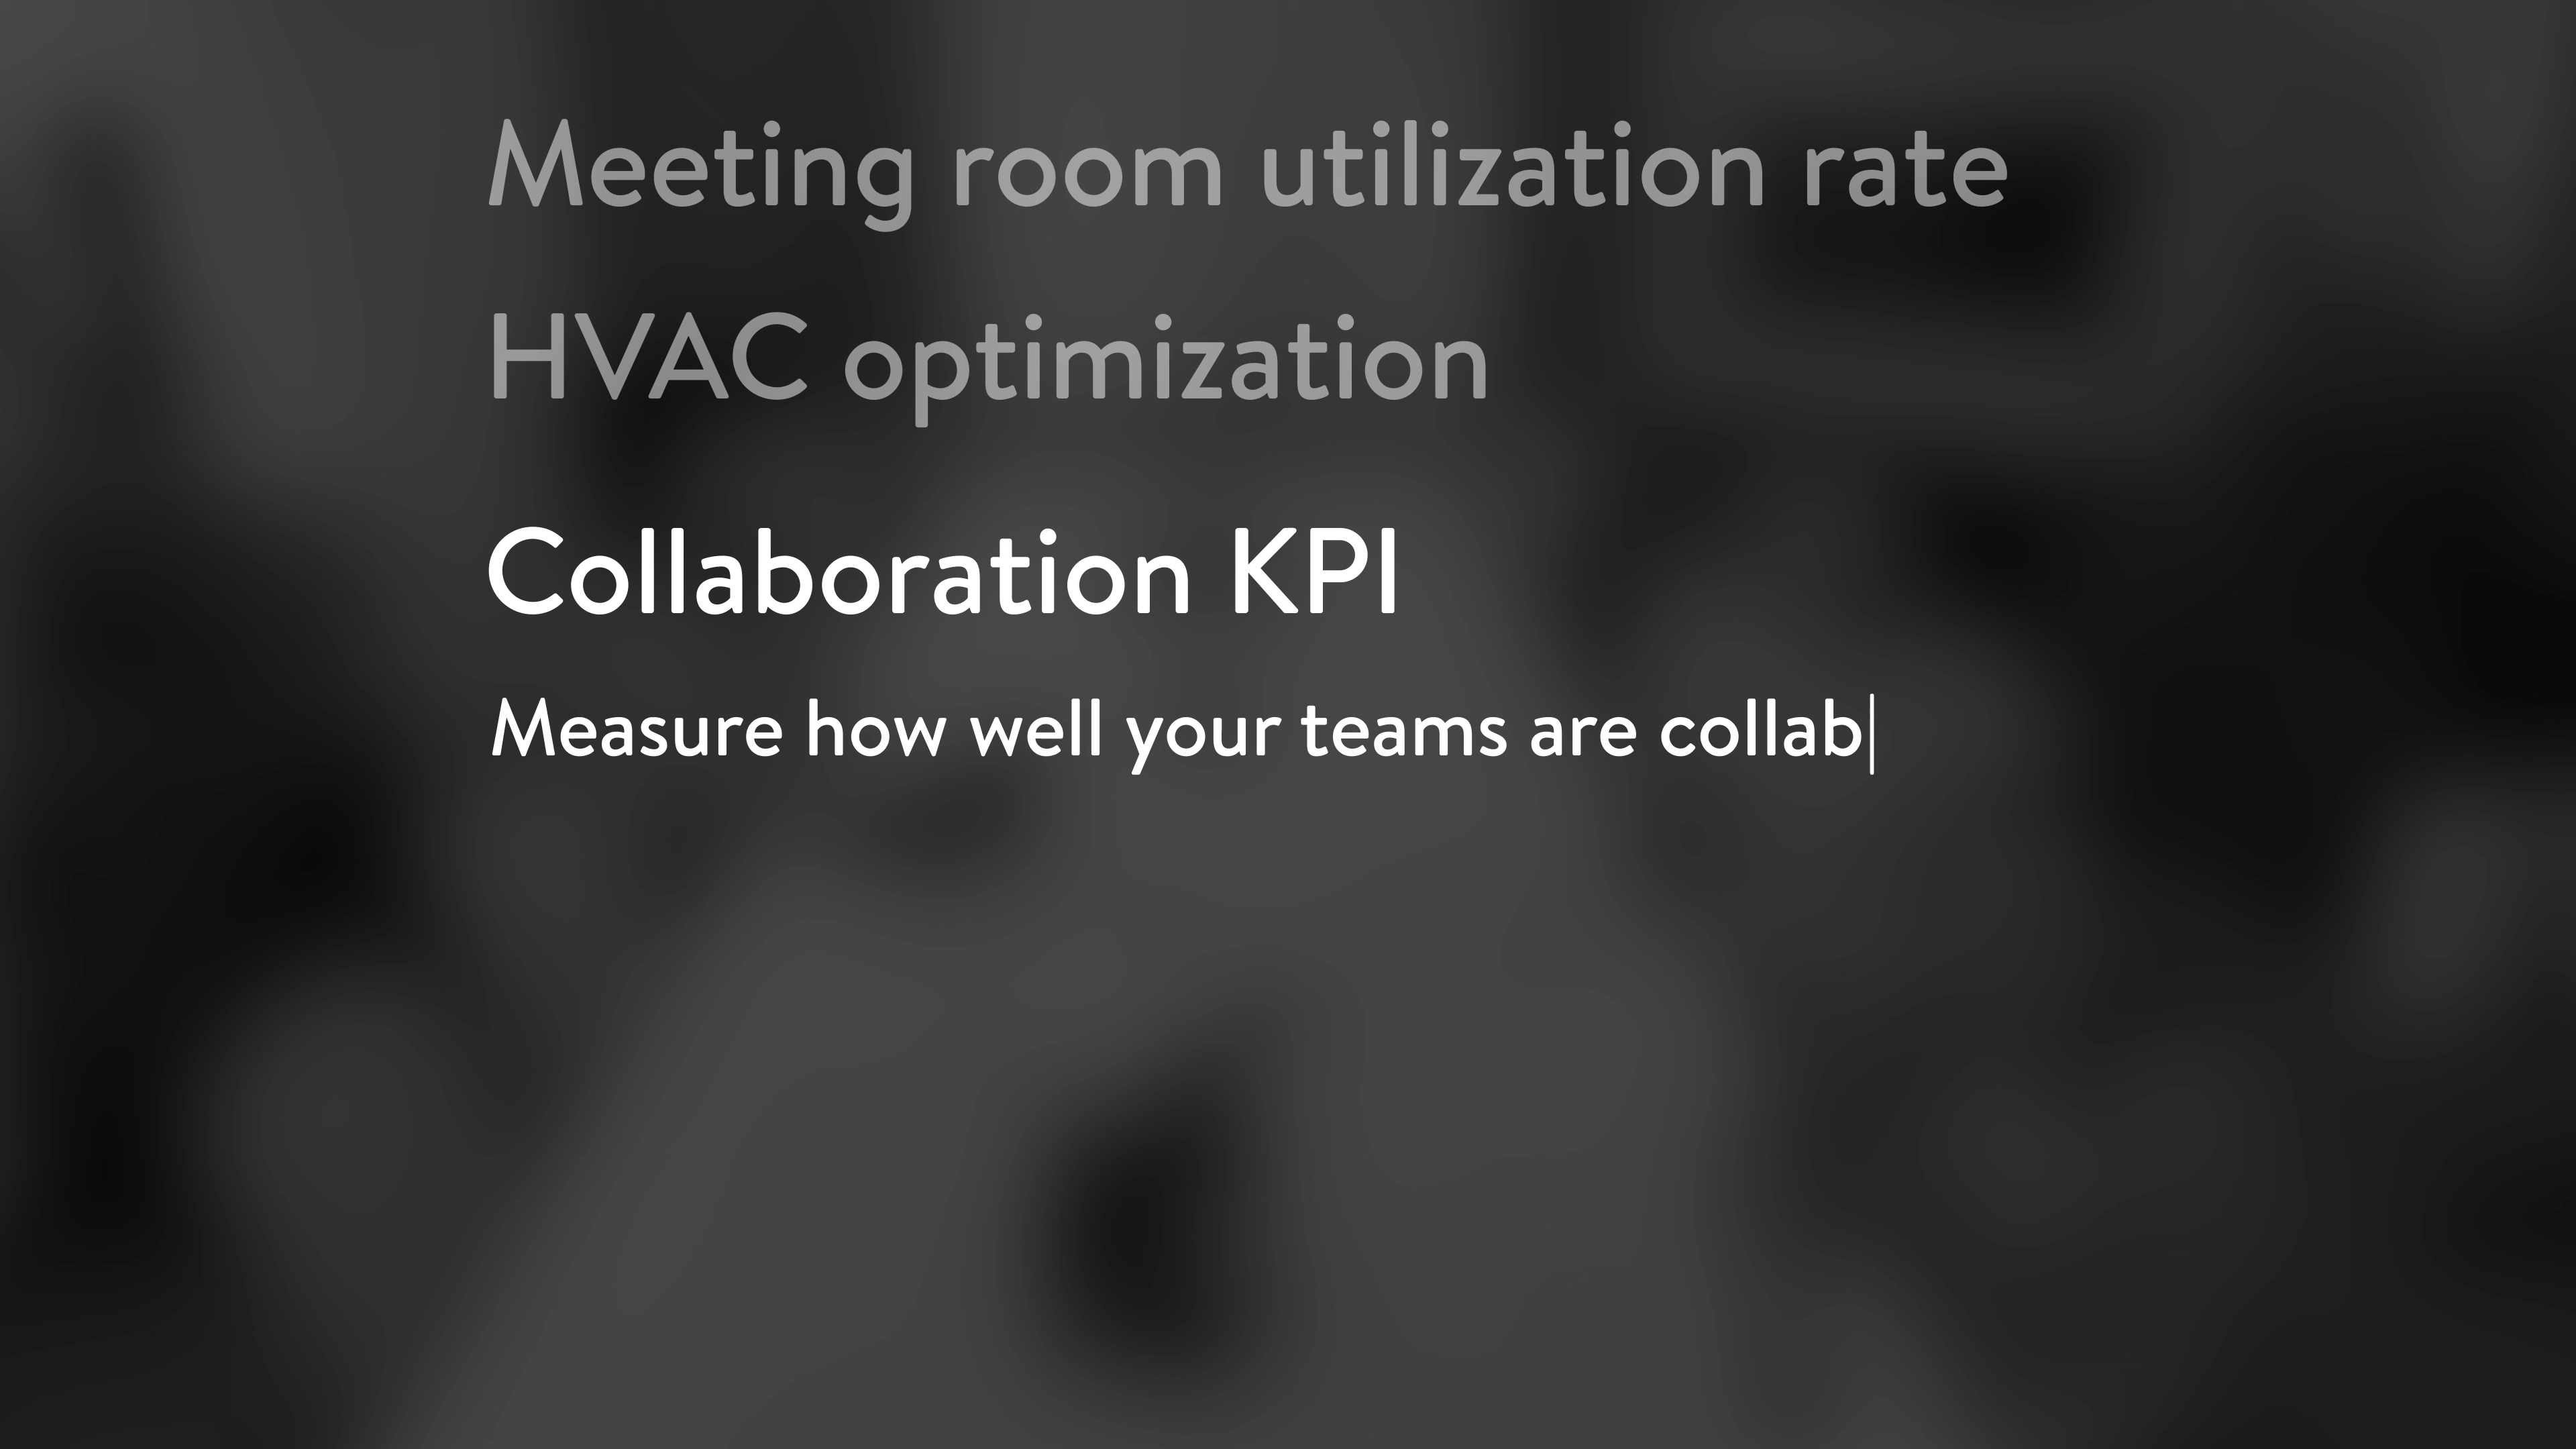 Meeting room utilization rate
HVAC optimization
Collaboration KPI
Measure how well your teams are collab